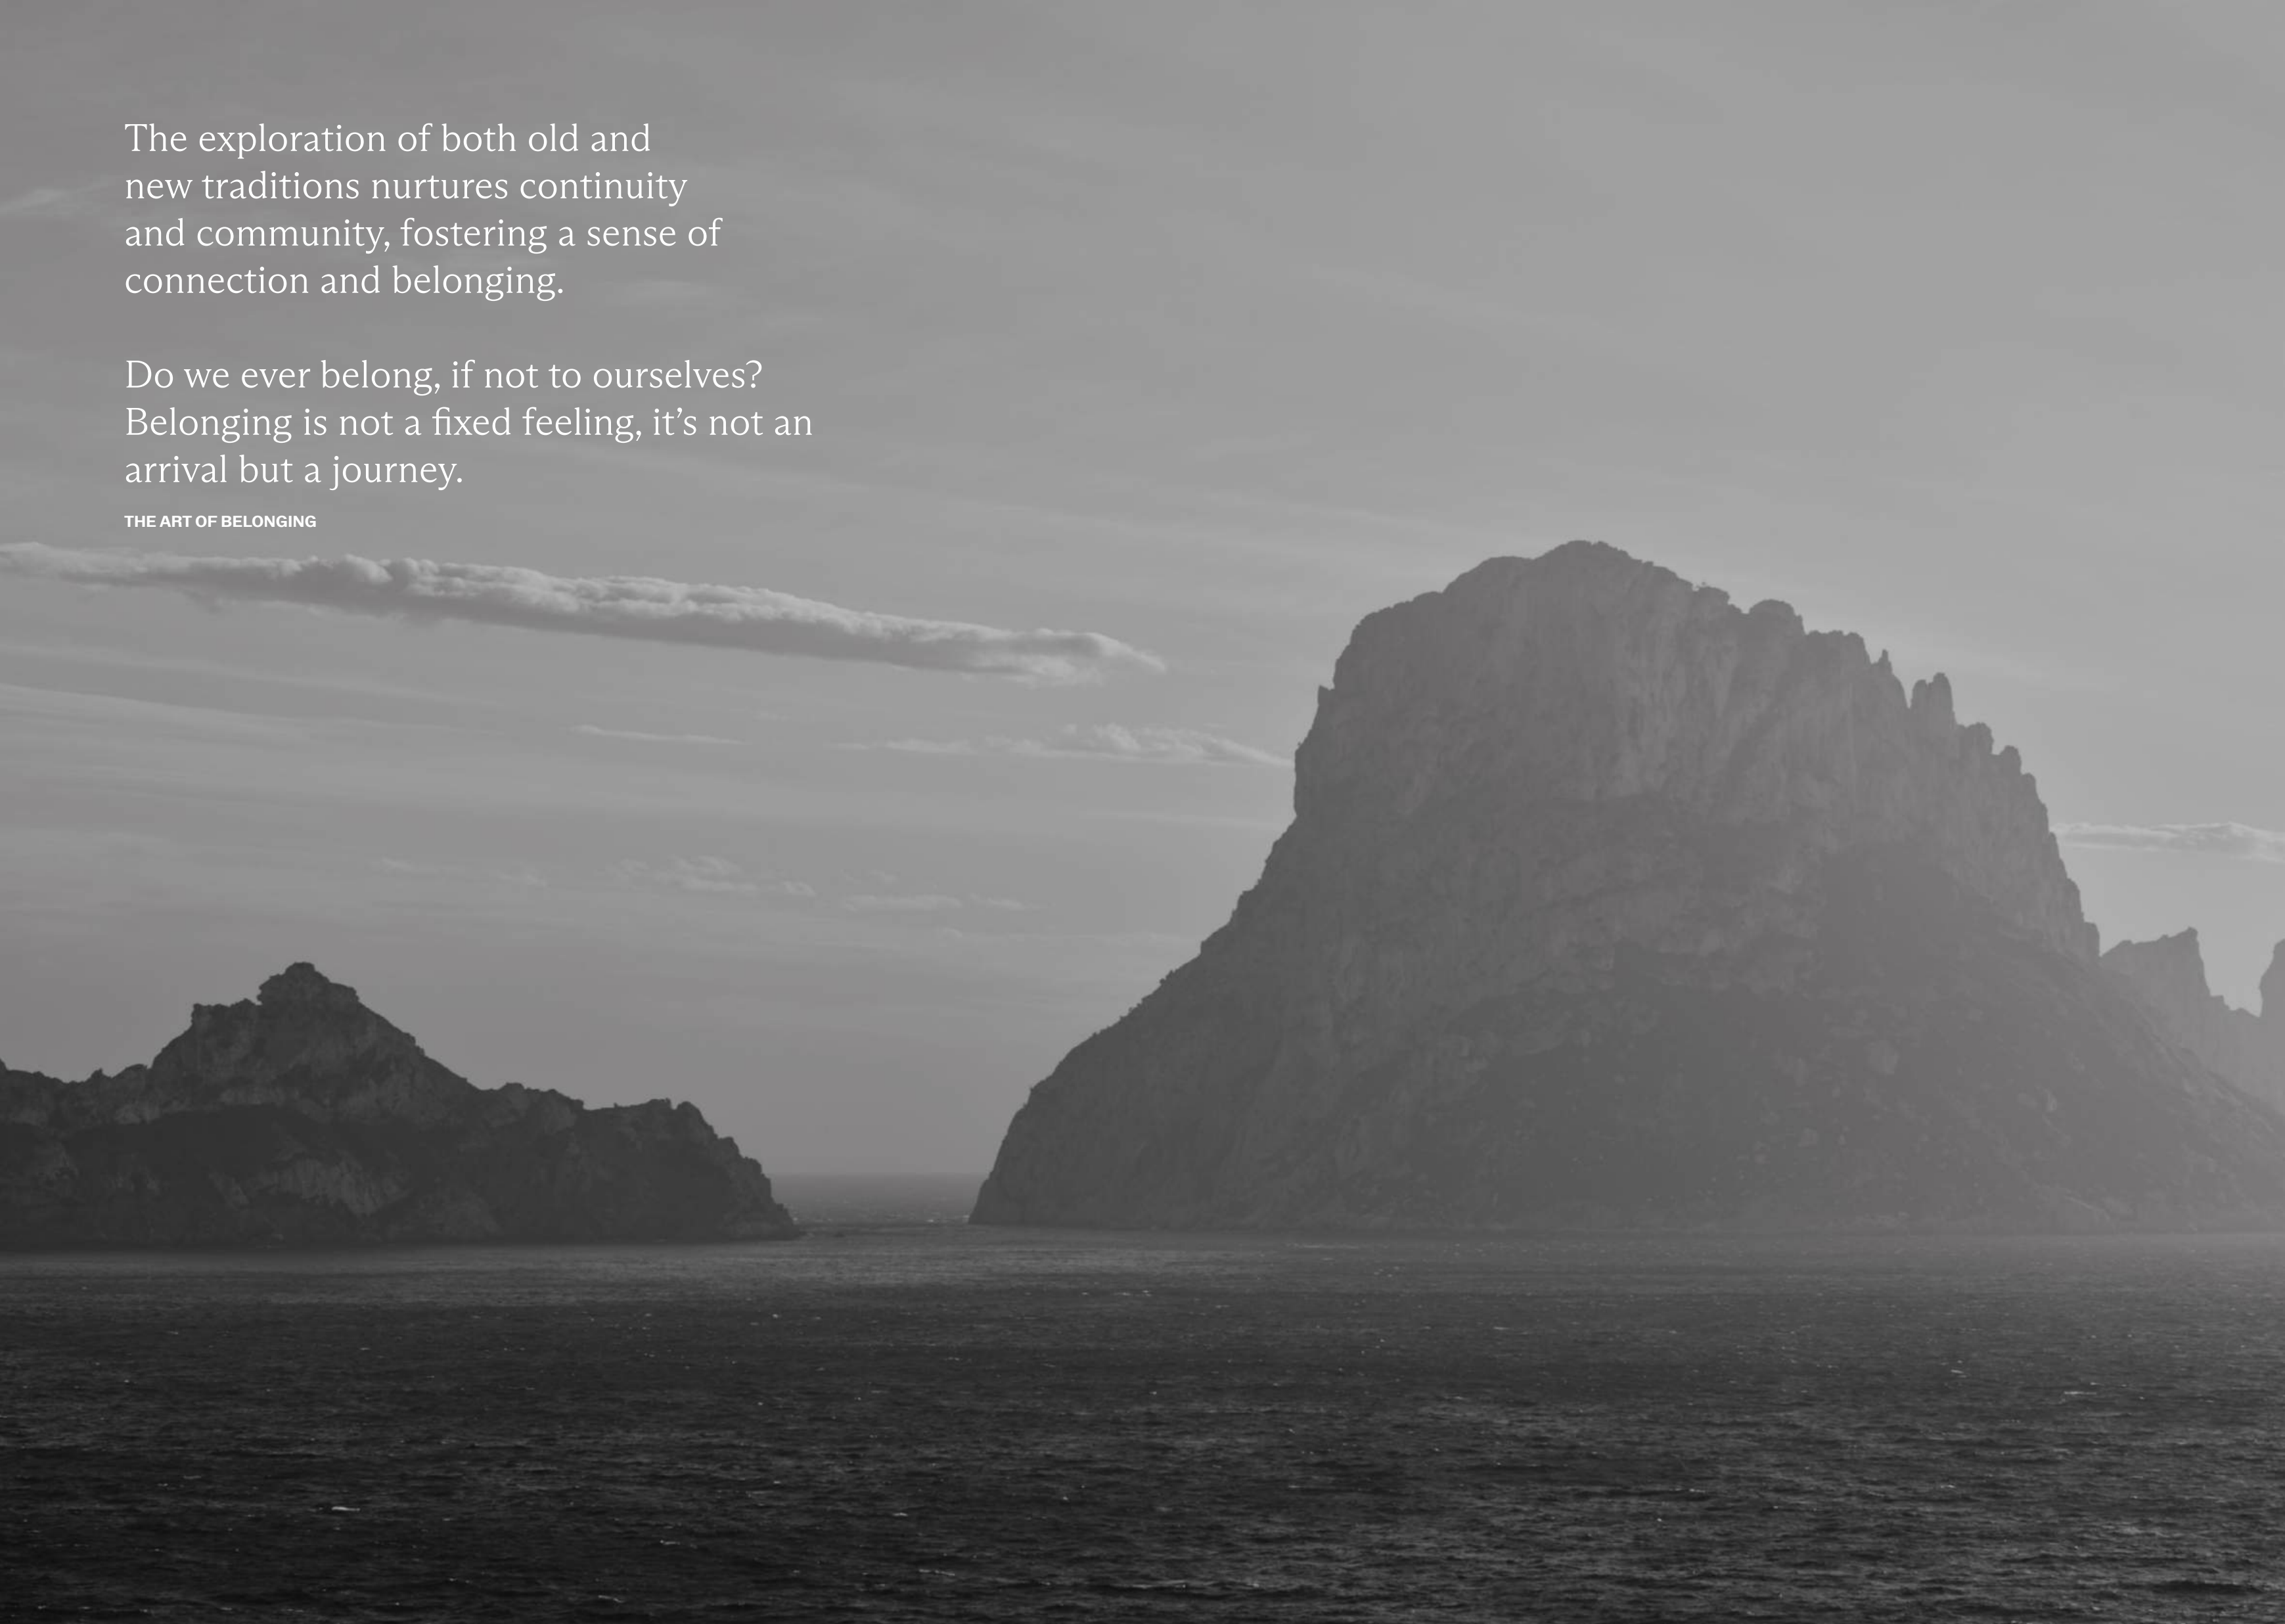 The exploration of both old and
new traditions nurtures continuity
and community, fostering a sense of
connection and belonging.
Do we ever belong, if not to ourselves?
Belonging is not a fixed feeling, it’s not an
arrival but a journey.
THE ART OF BELONGING